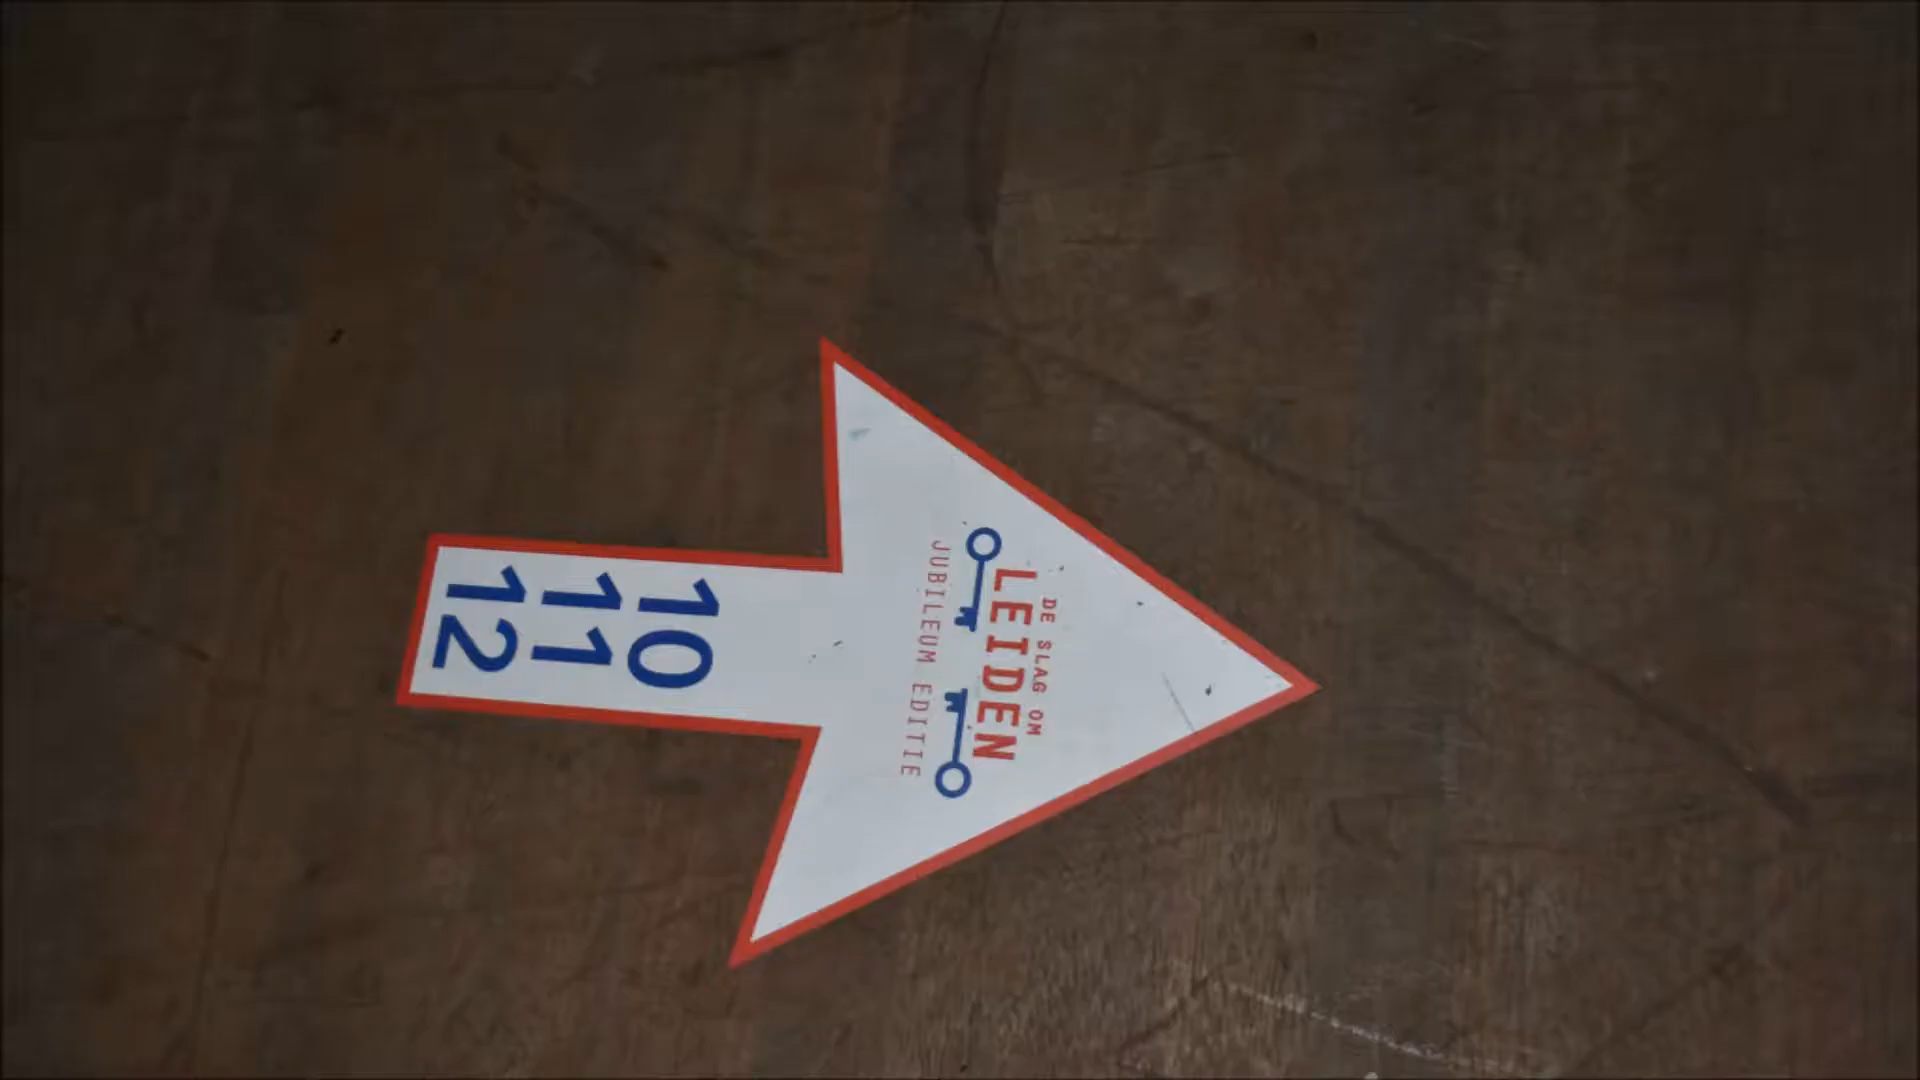 DE SLAG OM
LEIDEN
JUBILEUM EDITIE
10
11
12